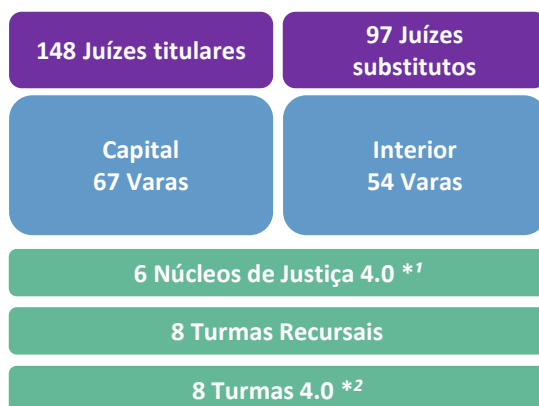 148 Juízes titulares
97 Juízes
substitutos
Capital
67 Varas
Interior
54 Varas
6 Núcleos de Justiça 4.0 *¹
8 Turmas Recursais
8 Turmas 4.0 *²